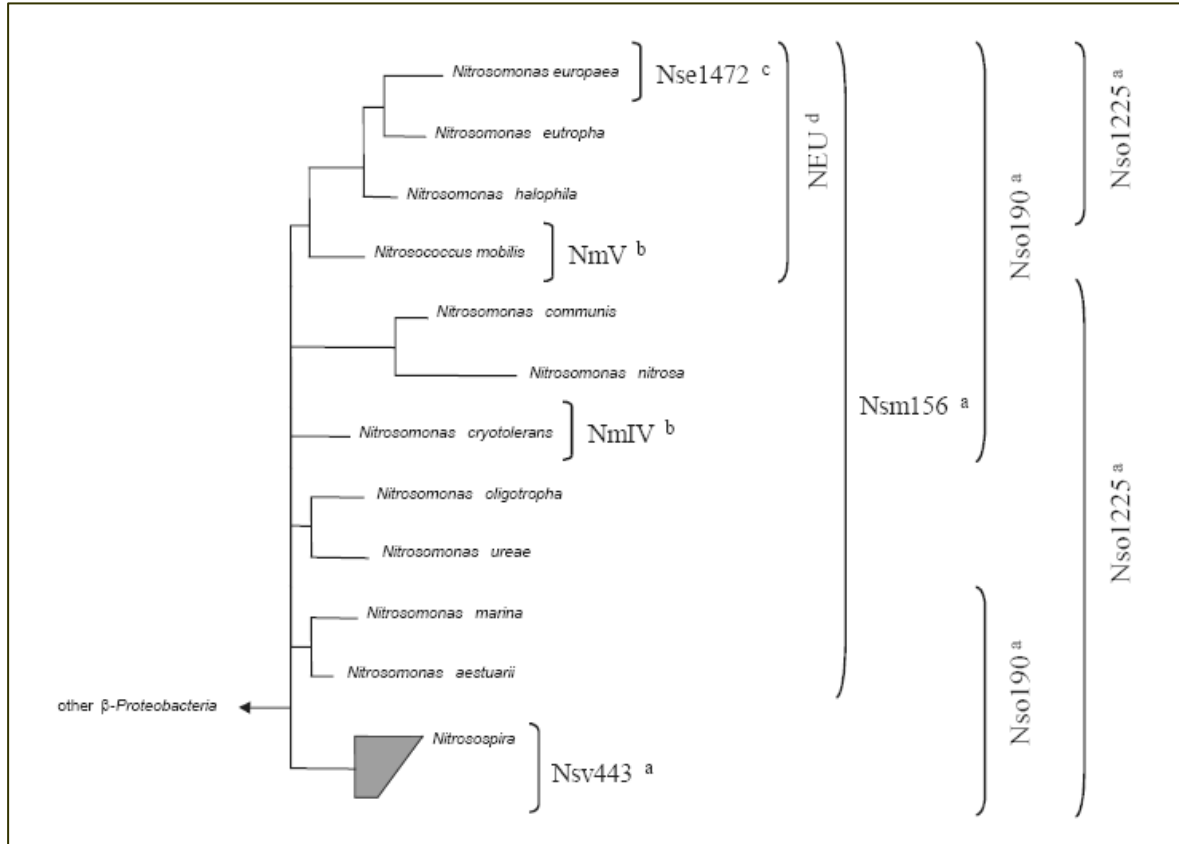 Nitrosomonas europaea
Nse1472 c
Nitrosomonas eutropha
Nitrosomonas halophila
Nitrosococcus mobilis
NmV b
NEU d
Nitrosomonas communis
Nitrosomonas nitrosa
Nitrosomonas cryotolerans
NmIV b
Nsm156 a
Nso190 a
Nso1225 a
Nitrosomonas oligotropha
Nitrosomonas ureae
Nitrosomonas marina
Nitrosomonas aestuarii
Nso190 a
Nso1225 a
other β-Proteobacteria
Nitrosospira
Nsv443 a